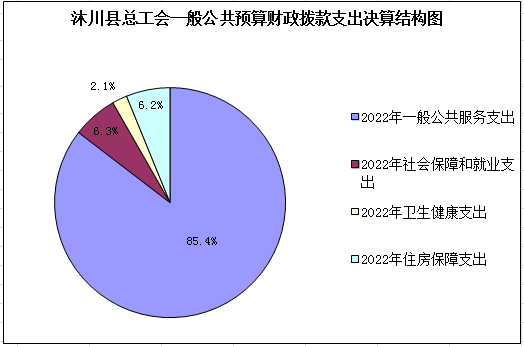 沐川县总工会一般公共预算财政拨款支出决算结构图
2.1%
6.2%
6.3%
85.4%
2022年一般公共服务支出
2022年社会保障和就业支
出
2022年卫生健康支出
2022年住房保障支出